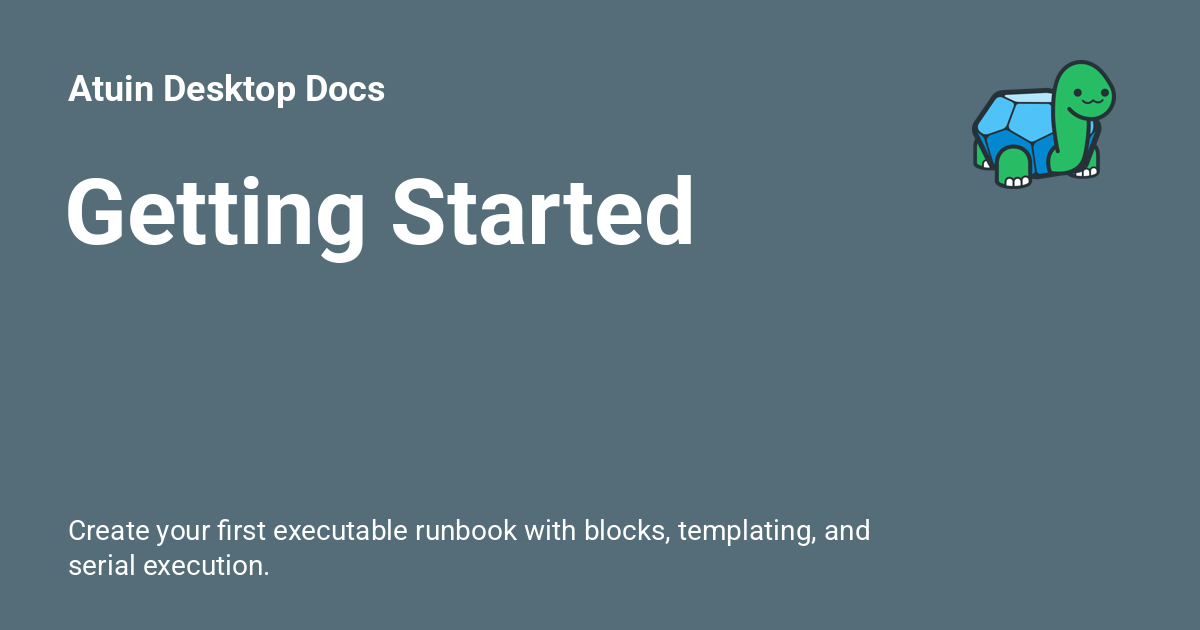 Atuin Desktop Docs
Getting Started
Create your first executable runbook with blocks, templating, and
serial execution.